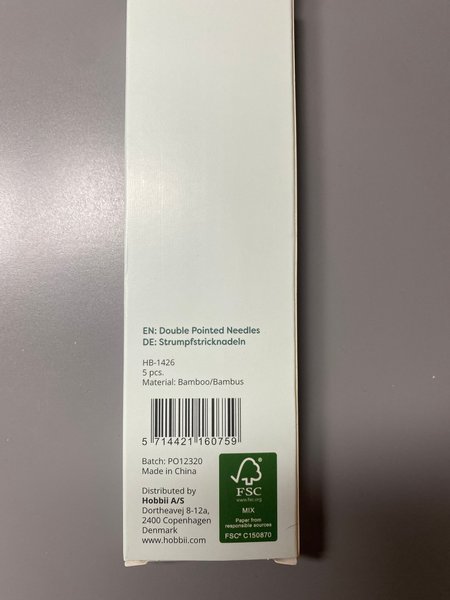 EN: Double Pointed Needles
DE: Strumpfstricknadeln
HB-1426
5 pcs.
Material: Bamboo/Bambus
5 714421 160759
Batch: PO12320
Made in China
Distributed by
Hobbii A/S
Dortheavej 8-12a,
2400 Copenhagen
Denmark
www.hobbii.com
FSC
www.fsc.org
MIX
Paper from
responsible sources
FSC® C150870